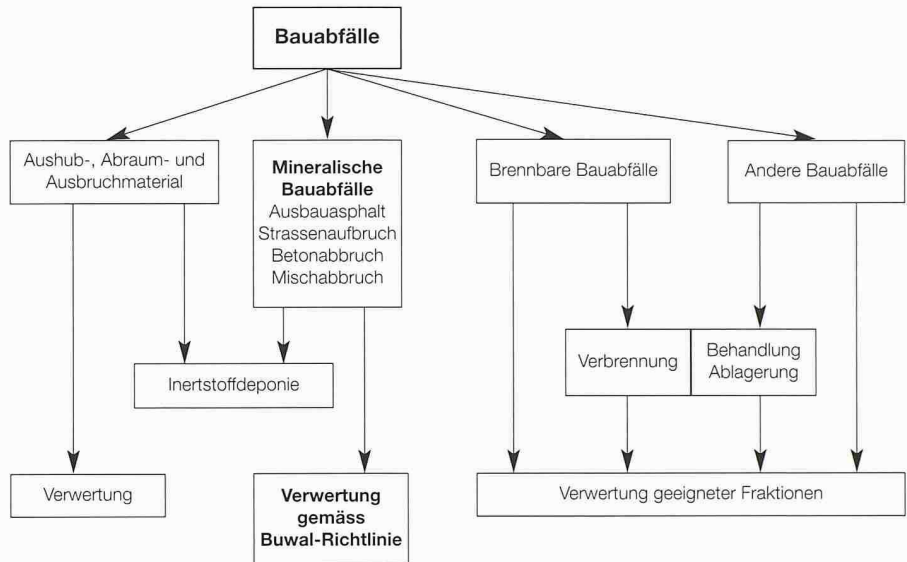 Bauabfälle
Aushub-, Abraum- und
Ausbruchmaterial
Mineralische
Bauabfälle
Ausbauasphalt
Strassenaufbruch
Betonabbruch
Mischabbruch
Brennbare Bauabfälle
Andere Bauabfälle
Inertstoffdeponie
Verbrennung
Behandlung
Ablagerung
Verwertung
Verwertung
gemäss
Buwal-Richtlinie
Verwertung geeigneter Fraktionen